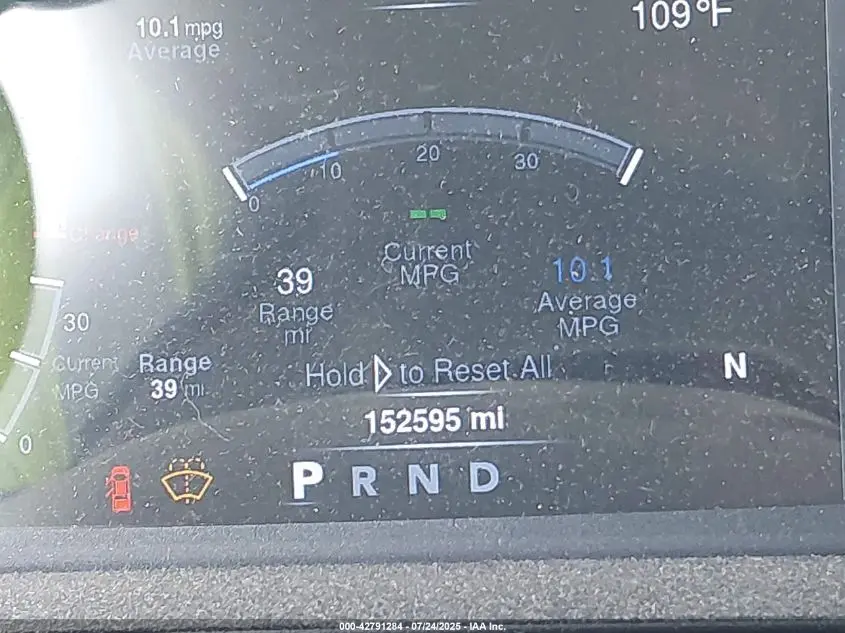 10.1 mpg
Average
109°F
0 10 20 30
Change
Current
MPG
39
Range
mi
10.1
Average
MPG
30
Current
MPG
0
Range
39 mi
Hold ▷ to Reset All
N
152595 mi
P R N D
000-42791284 - 07/24/2025 - IAA Inc.